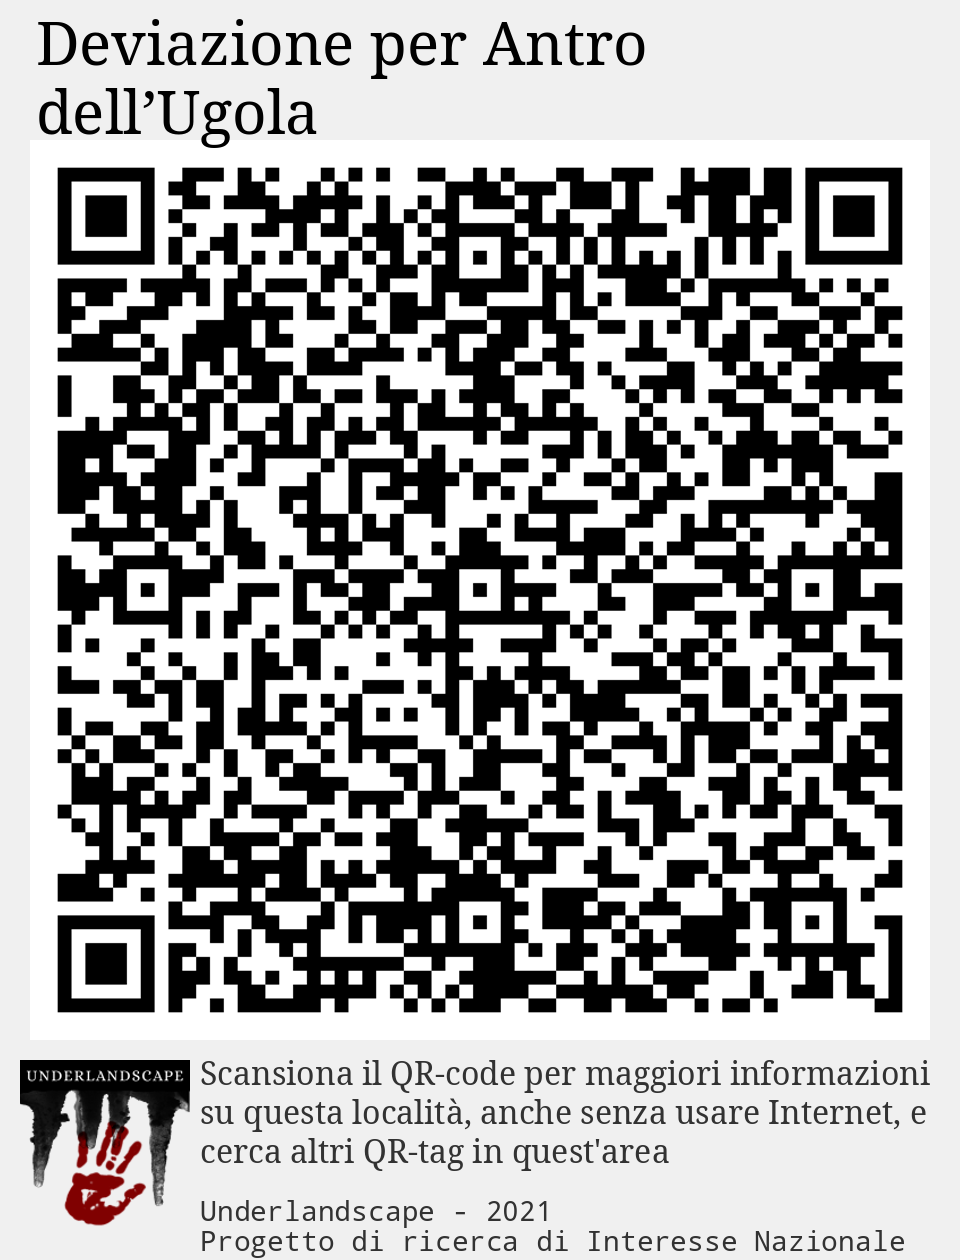 Deviazione per Antro
dell’Ugola
UNDERLANDSCAPE
Scansiona il QR-code per maggiori informazioni
su questa località, anche senza usare Internet, e
cerca altri QR-tag in quest'area
Underlandscape - 2021
Progetto di ricerca di Interesse Nazionale